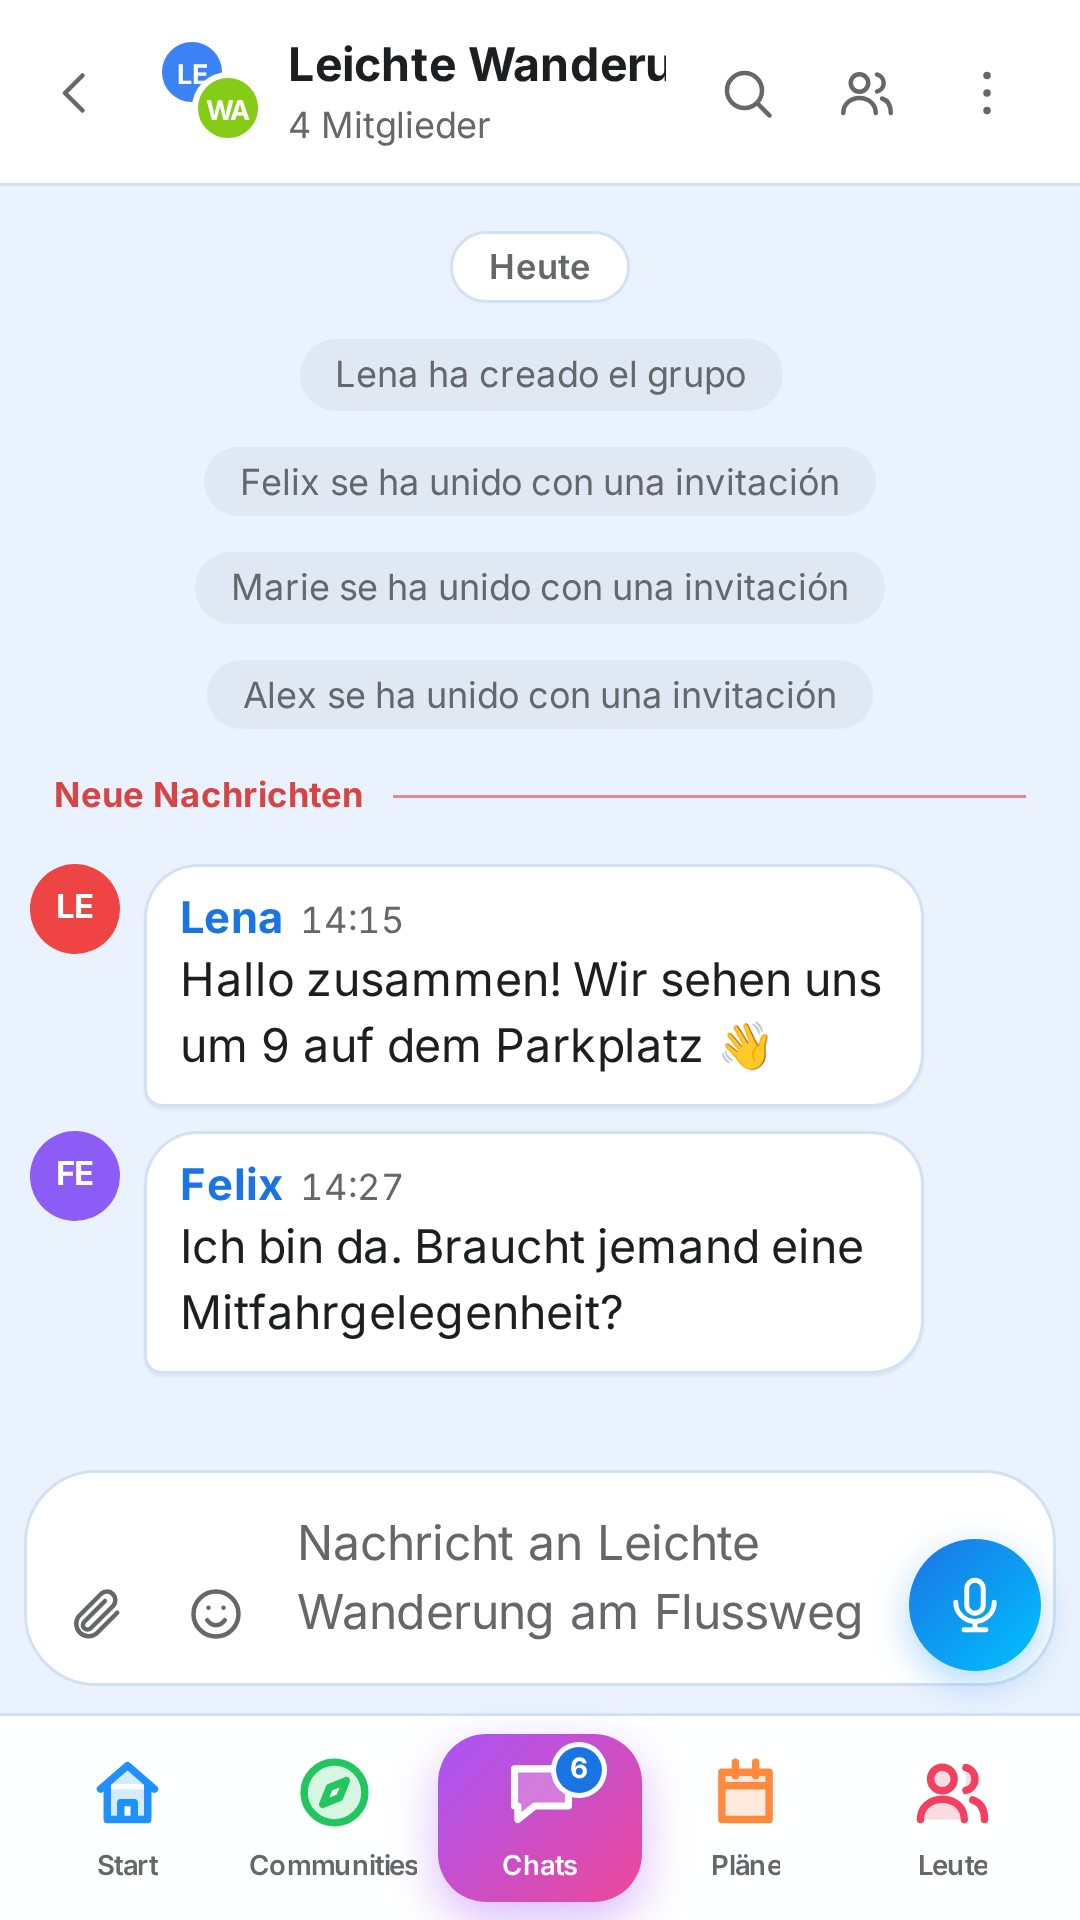 LE
WA
Leichte Wanderu
4 Mitglieder
Heute
Lena ha creado el grupo
Felix se ha unido con una invitación
Marie se ha unido con una invitación
Alex se ha unido con una invitación
Neue Nachrichten
LE
Lena 14:15
Hallo zusammen! Wir sehen uns
um 9 auf dem Parkplatz 👋
FE
Felix 14:27
Ich bin da. Braucht jemand eine
Mitfahrgelegenheit?
Nachricht an Leichte
Wanderung am Flussweg
6
Start
Communities
Chats
Pläne
Leute